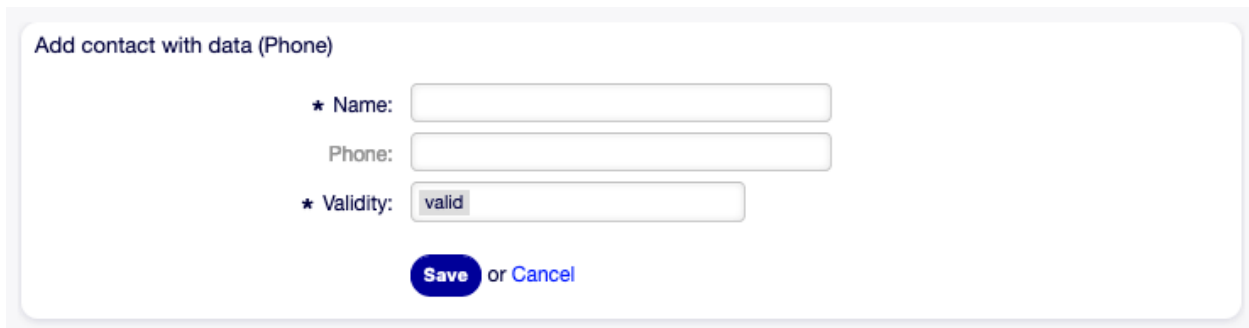 Add contact with data (Phone)
★ Name:
Phone:
★ Validity: valid
Save or Cancel